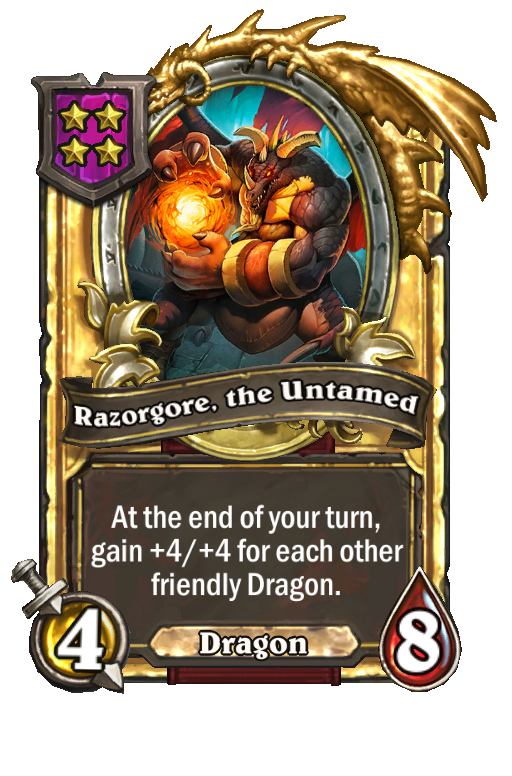 Razorgore, the Untamed
At the end of your turn,
gain +4/+4 for each other
friendly Dragon.
4
Dragon
8